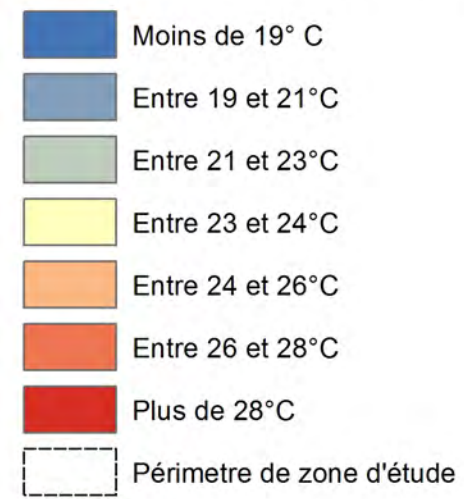 Moins de 19° C
Entre 19 et 21°C
Entre 21 et 23°C
Entre 23 et 24°C
Entre 24 et 26°C
Entre 26 et 28°C
Plus de 28°C
Périmetre de zone d'étude